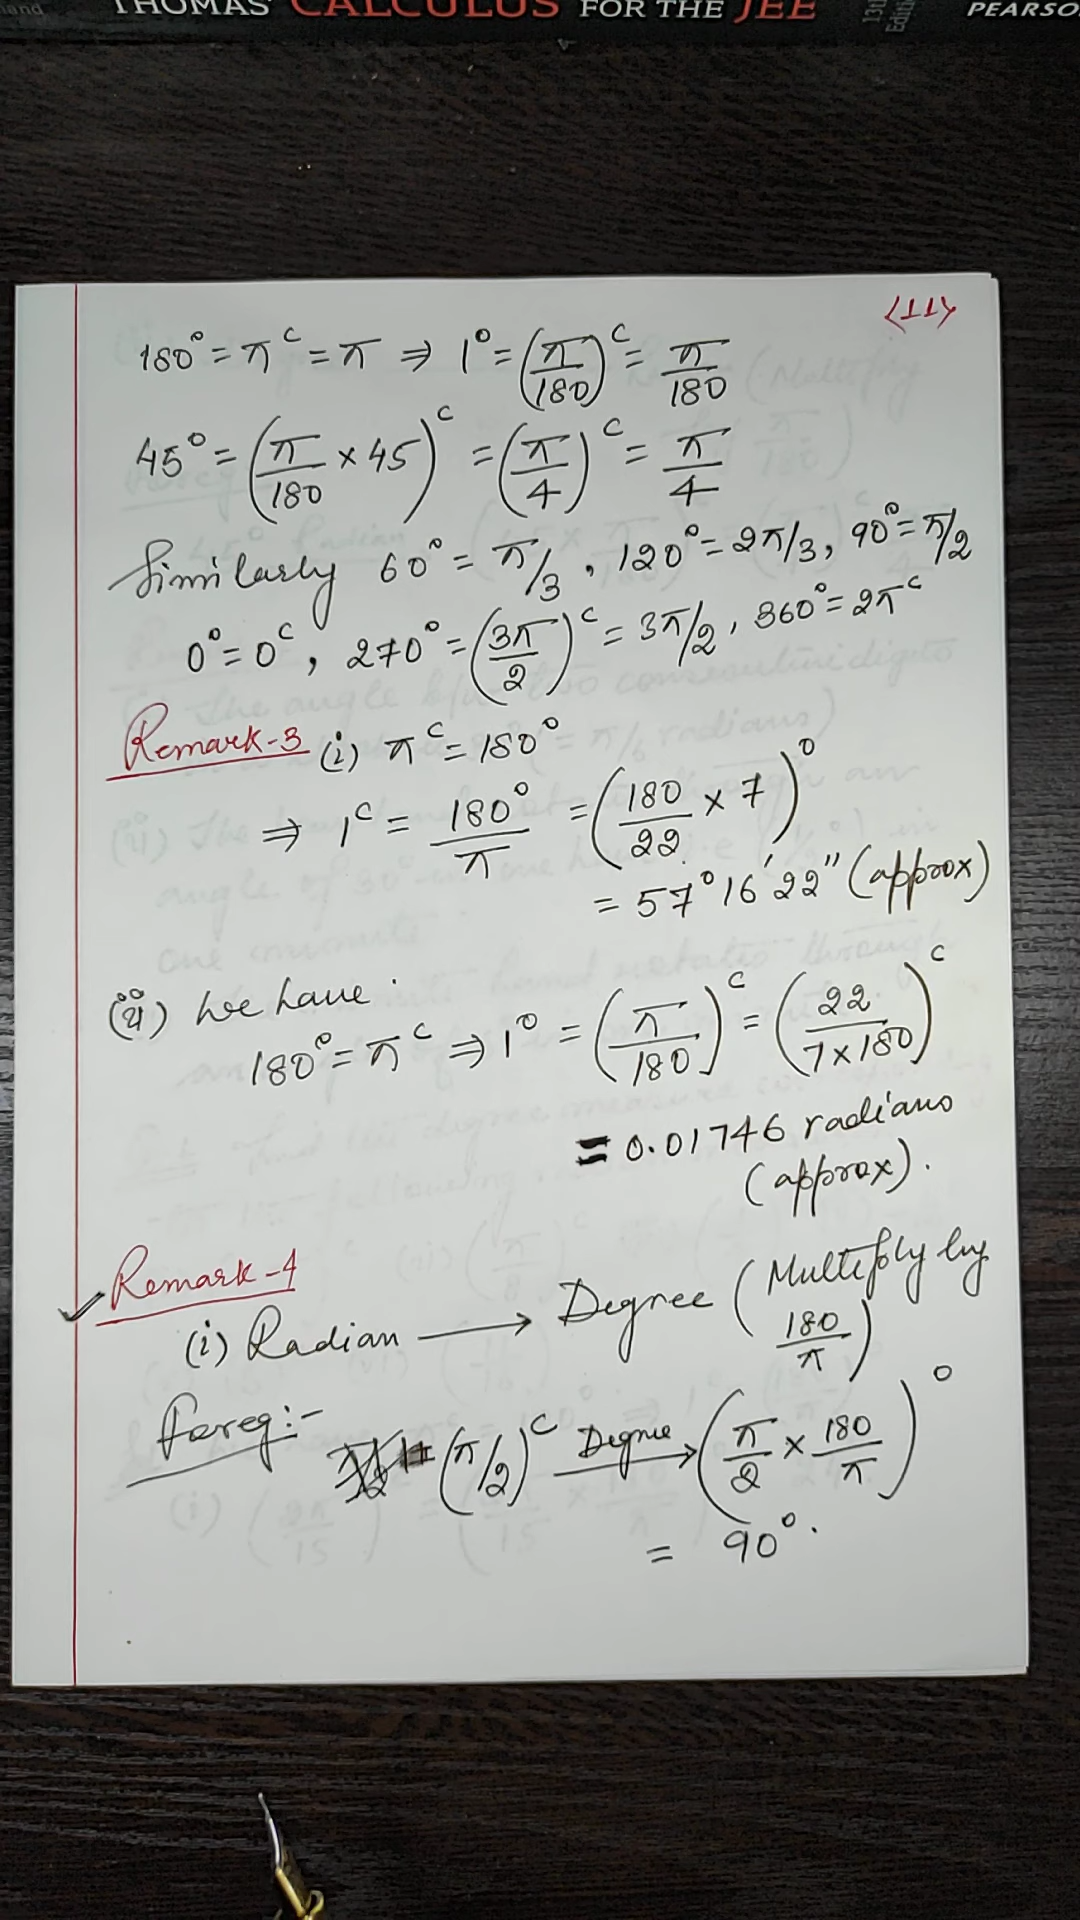 THOMAS CALCULUS FOR THE JEE
PEARSO
<11>
180° = π^c = π ⇒ 1° = (π/180)^c = π/180
45° = (π/180 × 45)^c = (π/4)^c = π/4
Similarly 60° = π/3, 120° = 2π/3, 90° = π/2
0° = 0^c, 270° = (3π/2)^c = 3π/2, 360° = 2π^c
Remark-3 (i) π^c = 180°
⇒ 1^c = 180°/π = (180/22 × 7)°
= 57° 16' 22" (approx)
(ii) We have.
180° = π^c ⇒ 1° = (π/180)^c = (22/7×180)^c
= 0.01746 radians
(approx).
Remark-4
(i) Radian → Degree (Multiply by
180/π)
For eg:-
(π/2)^c Degree → (π/2 × 180/π)°
= 90°.